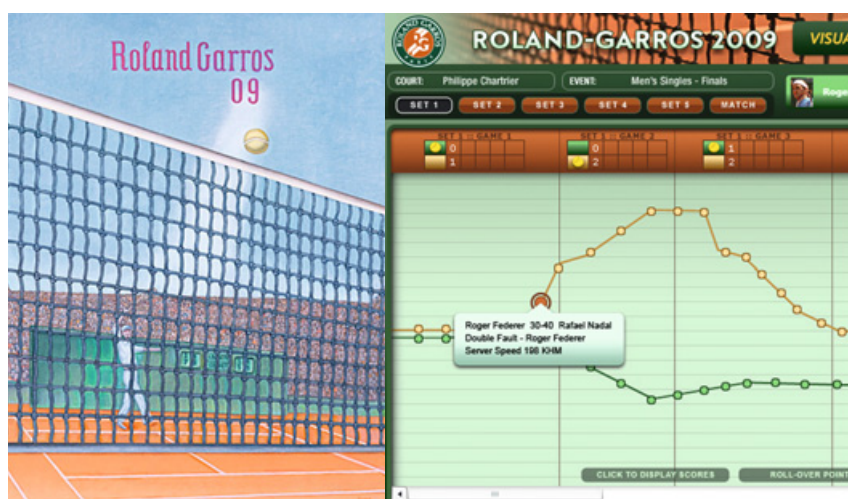 Roland Garros
09
ROLAND-GARROS 2009
VISUA
COURT: Philippe Chartrier
EVENT: Men's Singles - Finals
Roge
SET 1
SET 2
SET 3
SET 4
SET 5
MATCH
SET 1 :: GAME 1
0
1
SET 1 :: GAME 2
0
2
SET 1 :: GAME 3
1
2
Roger Federer 30-40 Rafael Nadal
Double Fault - Roger Federer
Server Speed 198 KHM
CLICK TO DISPLAY SCORES
ROLL-OVER POINT